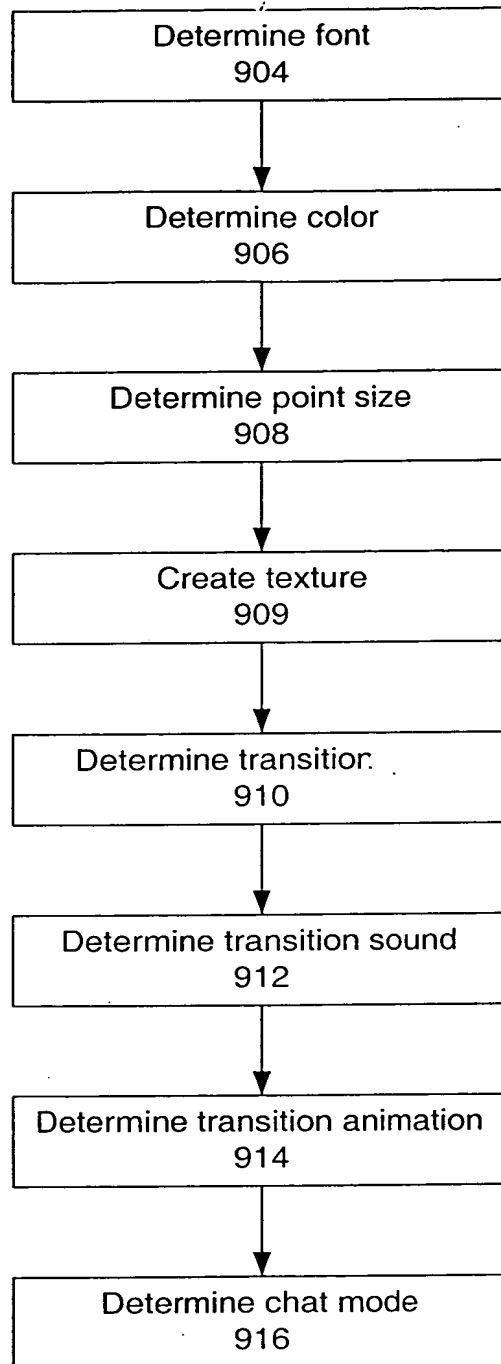 Determine font
904
Determine color
906
Determine point size
908
Create texture
909
Determine transition
910
Determine transition sound
912
Determine transition animation
914
Determine chat mode
916